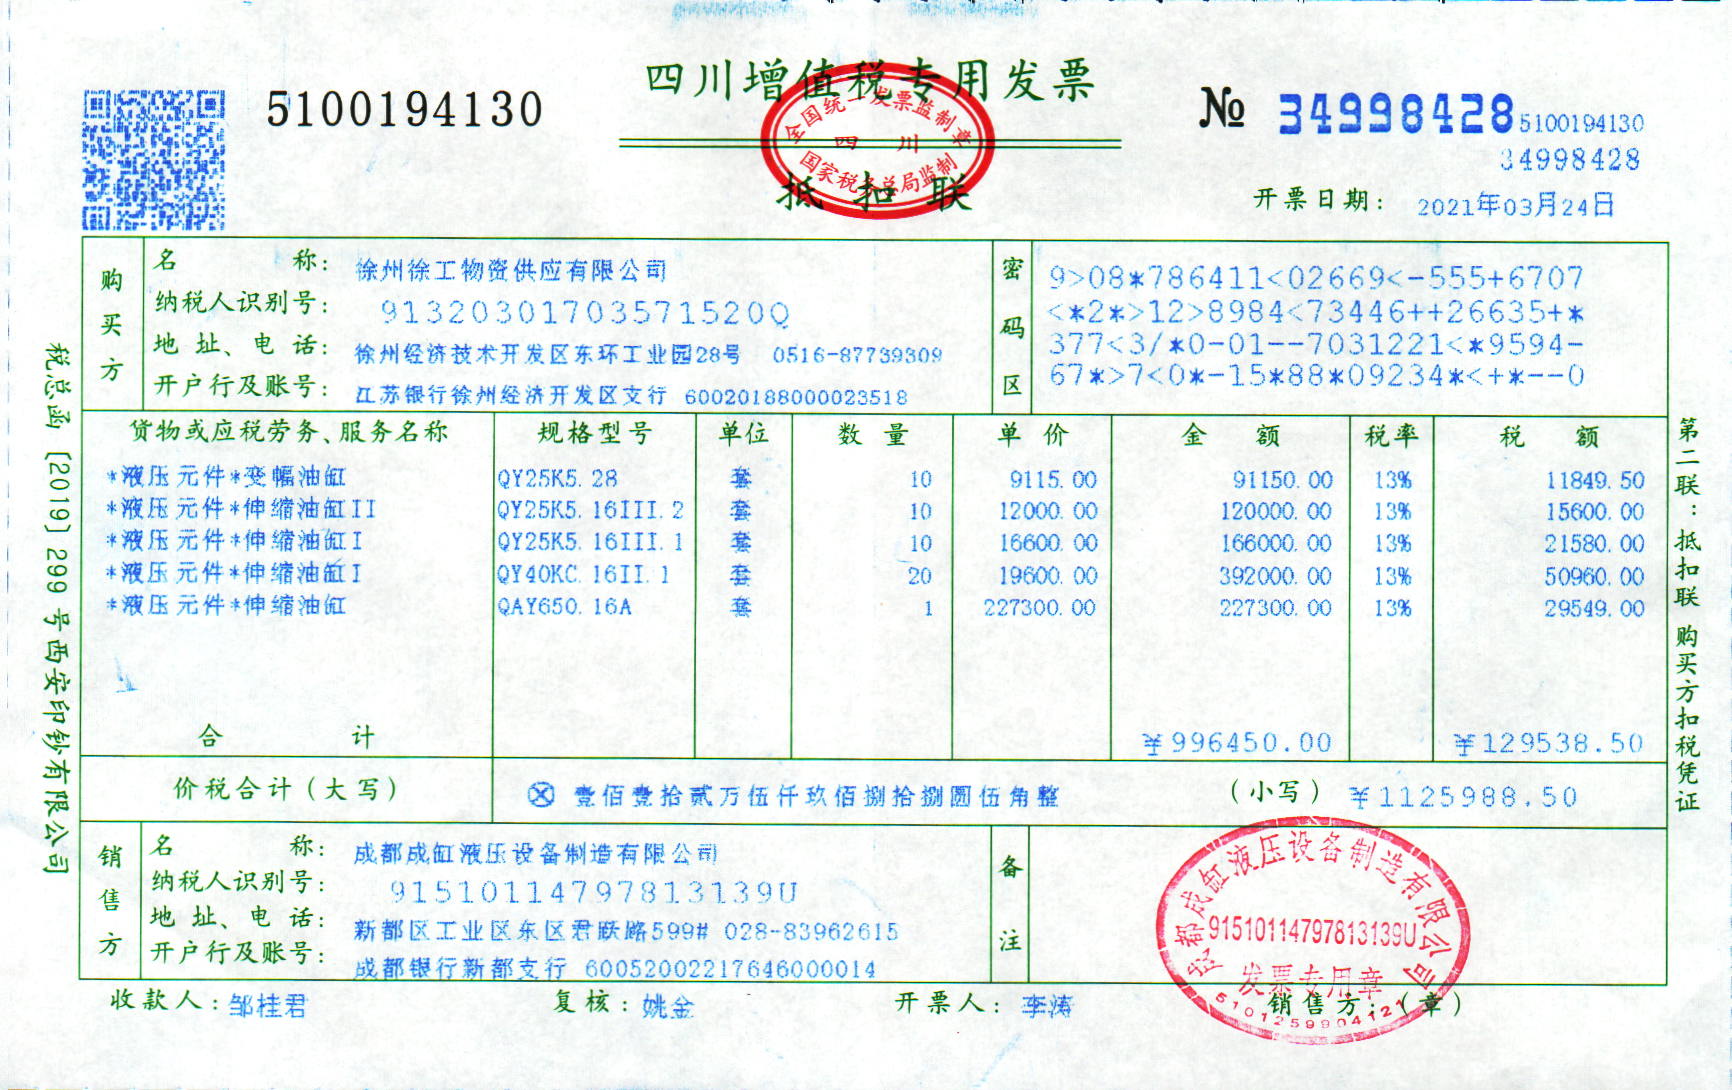 四川增值税专用发票
5100194130
№ 34998428
5100194130
34998428
全国统一发票监制章
四 川
国家税务总局监制
抵扣联
开票日期： 2021年03月24日
购买方
名 称： 徐州徐工物资供应有限公司
纳税人识别号： 91320301703571520Q
地 址、电 话： 徐州经济技术开发区东环工业园28号 0516-87739309
开户行及账号： 江苏银行徐州经济开发区支行 60020188000023518
密码区
9>08*786411<02669<-555+6707
<*2*>12>8984<73446++26635+*
377<3/*0-01--7031221<*9594-
67*>7<0*-15*88*09234*<+*--0
货物或应税劳务、服务名称 规格型号 单位 数 量 单 价 金 额 税率 税 额
*液压元件*变幅油缸 QY25K5.28 套 10 9115.00 91150.00 13% 11849.50
*液压元件*伸缩油缸II QY25K5.16III.2 套 10 12000.00 120000.00 13% 15600.00
*液压元件*伸缩油缸I QY25K5.16III.1 套 10 16600.00 166000.00 13% 21580.00
*液压元件*伸缩油缸I QY40KC.16II.1 套 20 19600.00 392000.00 13% 50960.00
*液压元件*伸缩油缸 QAY650.16A 套 1 227300.00 227300.00 13% 29549.00
合 计 ¥996450.00 ¥129538.50
价税合计（大写） ⊗ 壹佰壹拾贰万伍仟玖佰捌拾捌圆伍角整 （小写） ¥1125988.50
销售方
名 称： 成都成缸液压设备制造有限公司
纳税人识别号： 91510114797813139U
地 址、电 话： 新都区工业区东区君跃路599# 028-83962615
开户行及账号： 成都银行新都支行 60052002217646000014
备注
成都成缸液压设备制造有限公司
91510114797813139U
发票专用章
5101259904121
收款人：邹桂君 复核：姚金 开票人：李涛 销售方：（章）
税总函〔2019〕299号西安印钞有限公司
第二联：抵扣联 购买方扣税凭证